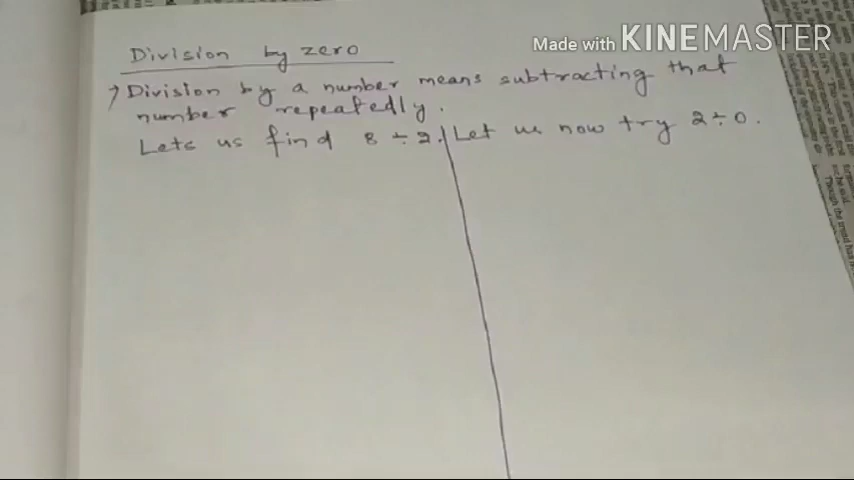 Made with KINEMASTER
Division by zero
→ Division by a number means subtracting that
number repeatedly.
Lets us find 8 ÷ 2. Let us now try 2 ÷ 0.